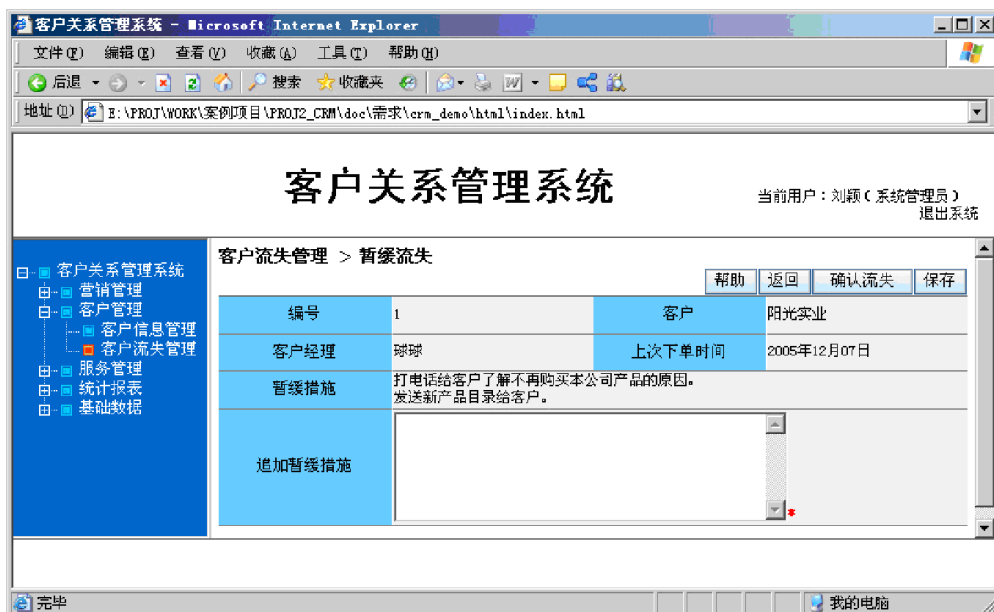 客户关系管理系统 - Microsoft Internet Explorer
文件(F) 编辑(E) 查看(V) 收藏(A) 工具(T) 帮助(H)
后退 搜索 收藏夹
地址(D) E:\PROJ\WORK\案例项目\PROJ2_CRM\doc\需求\crm_demo\html\index.html
客户关系管理系统
当前用户：刘颖(系统管理员)
退出系统
客户关系管理系统
营销管理
客户管理
客户信息管理
客户流失管理
服务管理
统计报表
基础数据
客户流失管理 > 暂缓流失
帮助 返回 确认流失 保存
编号 1 客户 阳光实业
客户经理 球球 上次下单时间 2005年12月07日
暂缓措施 打电话给客户了解不再购买本公司产品的原因。
发送新产品目录给客户。
追加暂缓措施
*
完毕 我的电脑